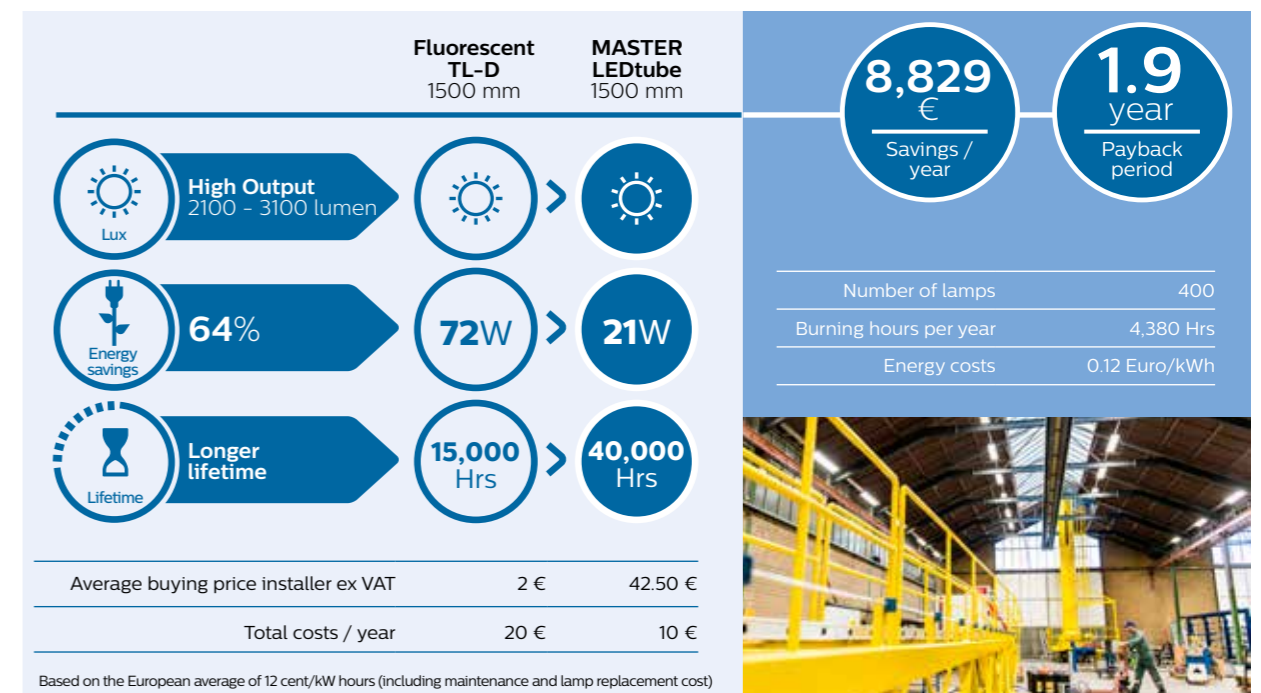 Fluorescent
TL-D
1500 mm
MASTER
LEDtube
1500 mm
8,829
€
Savings /
year
1.9
year
Payback
period
Lux
High Output
2100 - 3100 lumen
Energy
savings
64%
72W
21W
Number of lamps 400
Burning hours per year 4,380 Hrs
Energy costs 0.12 Euro/kWh
Lifetime
Longer
lifetime
15,000
Hrs
40,000
Hrs
Average buying price installer ex VAT 2 € 42.50 €
Total costs / year 20 € 10 €
Based on the European average of 12 cent/kW hours (including maintenance and lamp replacement cost)